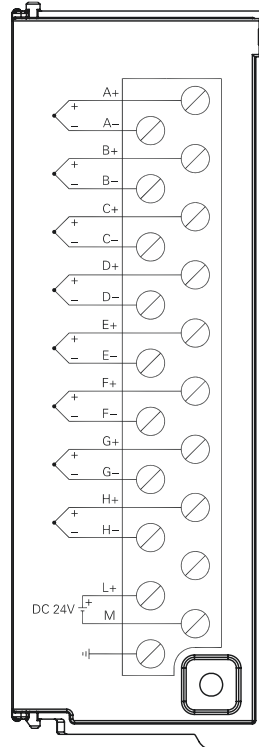 A+
+
−
A−
B+
+
−
B−
C+
+
−
C−
D+
+
−
D−
E+
+
−
E−
F+
+
−
F−
G+
+
−
G−
H+
+
−
H−
L+
DC 24V +
M